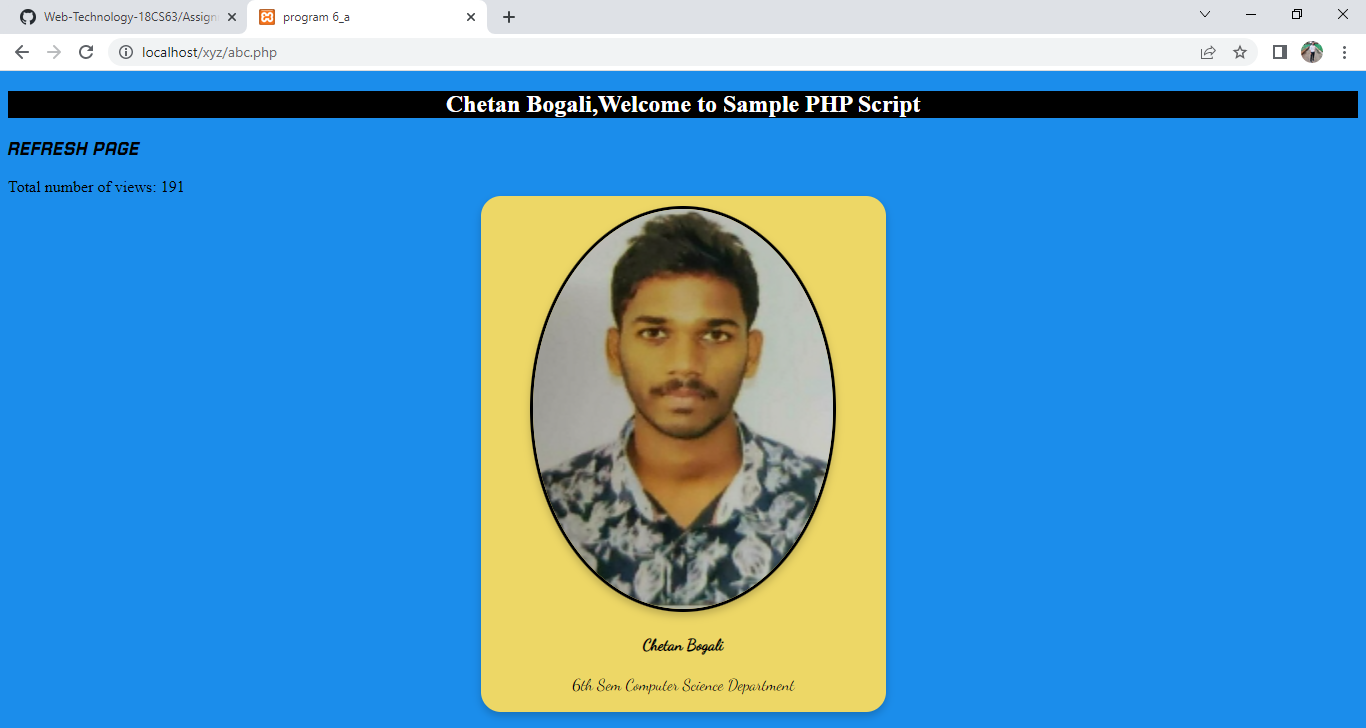 Web-Technology-18CS63/Assign
program 6_a
localhost/xyz/abc.php
Chetan Bogali,Welcome to Sample PHP Script
REFRESH PAGE
Total number of views: 191
Chetan Bogali
6th Sem Computer Science Department